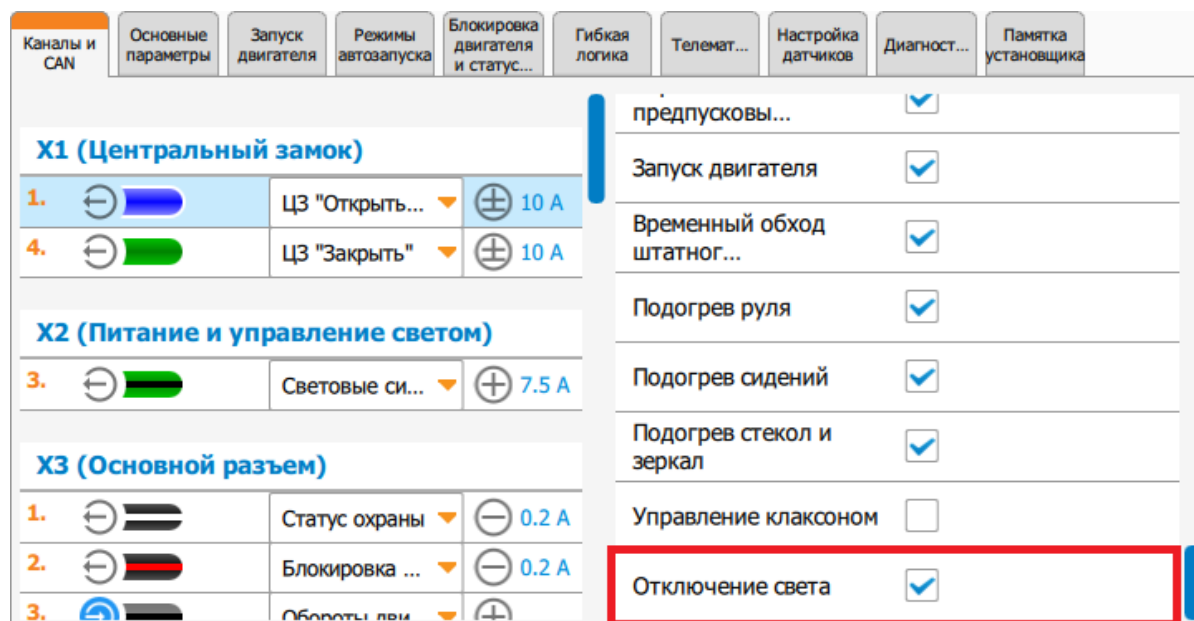 Каналы и
CAN
Основные
параметры
Запуск
двигателя
Режимы
автозапуска
Блокировка
двигателя
и статус...
Гибкая
логика
Телемат...
Настройка
датчиков
Диагност...
Памятка
установщика
X1 (Центральный замок)
1. ЦЗ "Открыть... 10 A
4. ЦЗ "Закрыть" 10 A
X2 (Питание и управление светом)
3. Световые си... 7.5 A
X3 (Основной разъем)
1. Статус охраны 0.2 A
2. Блокировка ... 0.2 A
3. Обороты дви
предпусковы...
Запуск двигателя
Временный обход
штатног...
Подогрев руля
Подогрев сидений
Подогрев стекол и
зеркал
Управление клаксоном
Отключение света